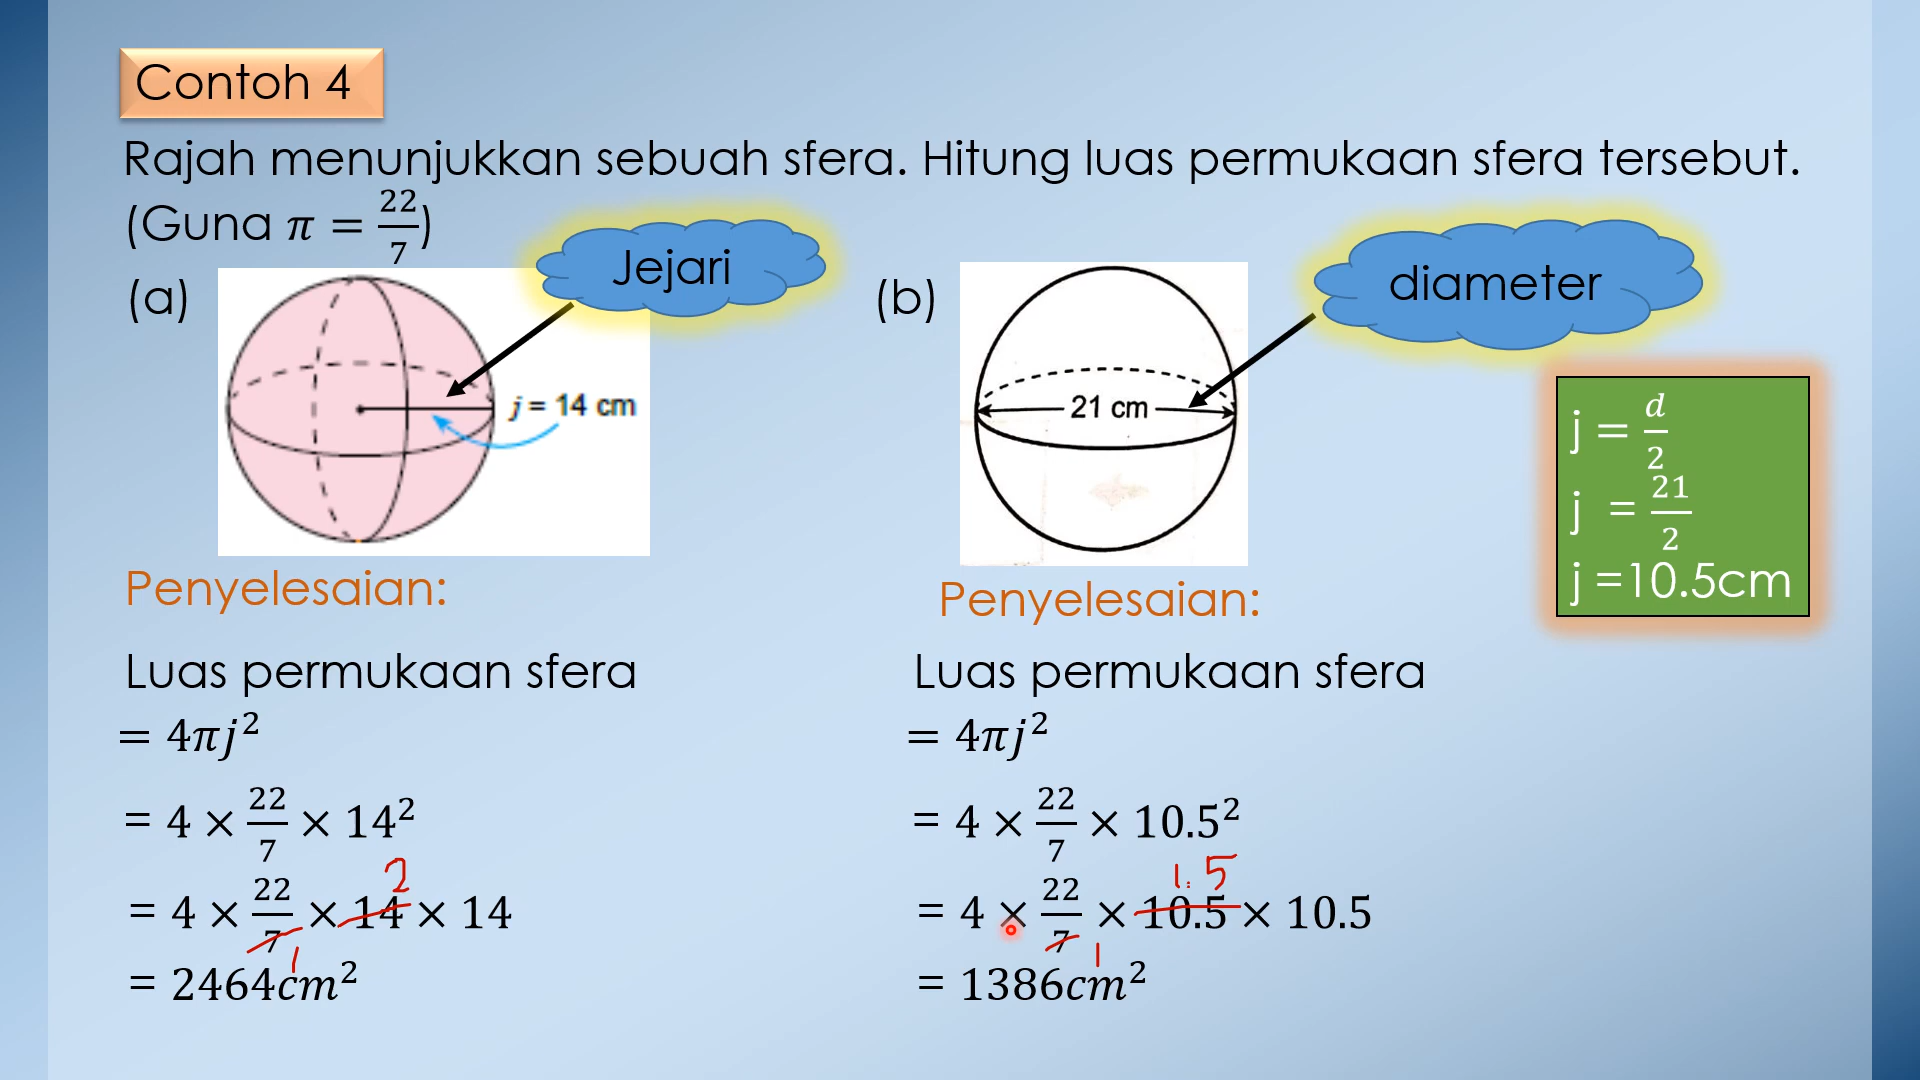 Contoh 4
Rajah menunjukkan sebuah sfera. Hitung luas permukaan sfera tersebut.
(Guna π = 22/7)
(a)
Jejari
j = 14 cm
Penyelesaian:
Luas permukaan sfera
= 4πj²
= 4 × 22/7 × 14²
2
= 4 × 22/7 × 14 × 14
1
= 2464cm²
(b)
diameter
21 cm
j = d/2
j = 21/2
j =10.5cm
Penyelesaian:
Luas permukaan sfera
= 4πj²
= 4 × 22/7 × 10.5²
1.5
= 4 × 22/7 × 10.5 × 10.5
1
= 1386cm²